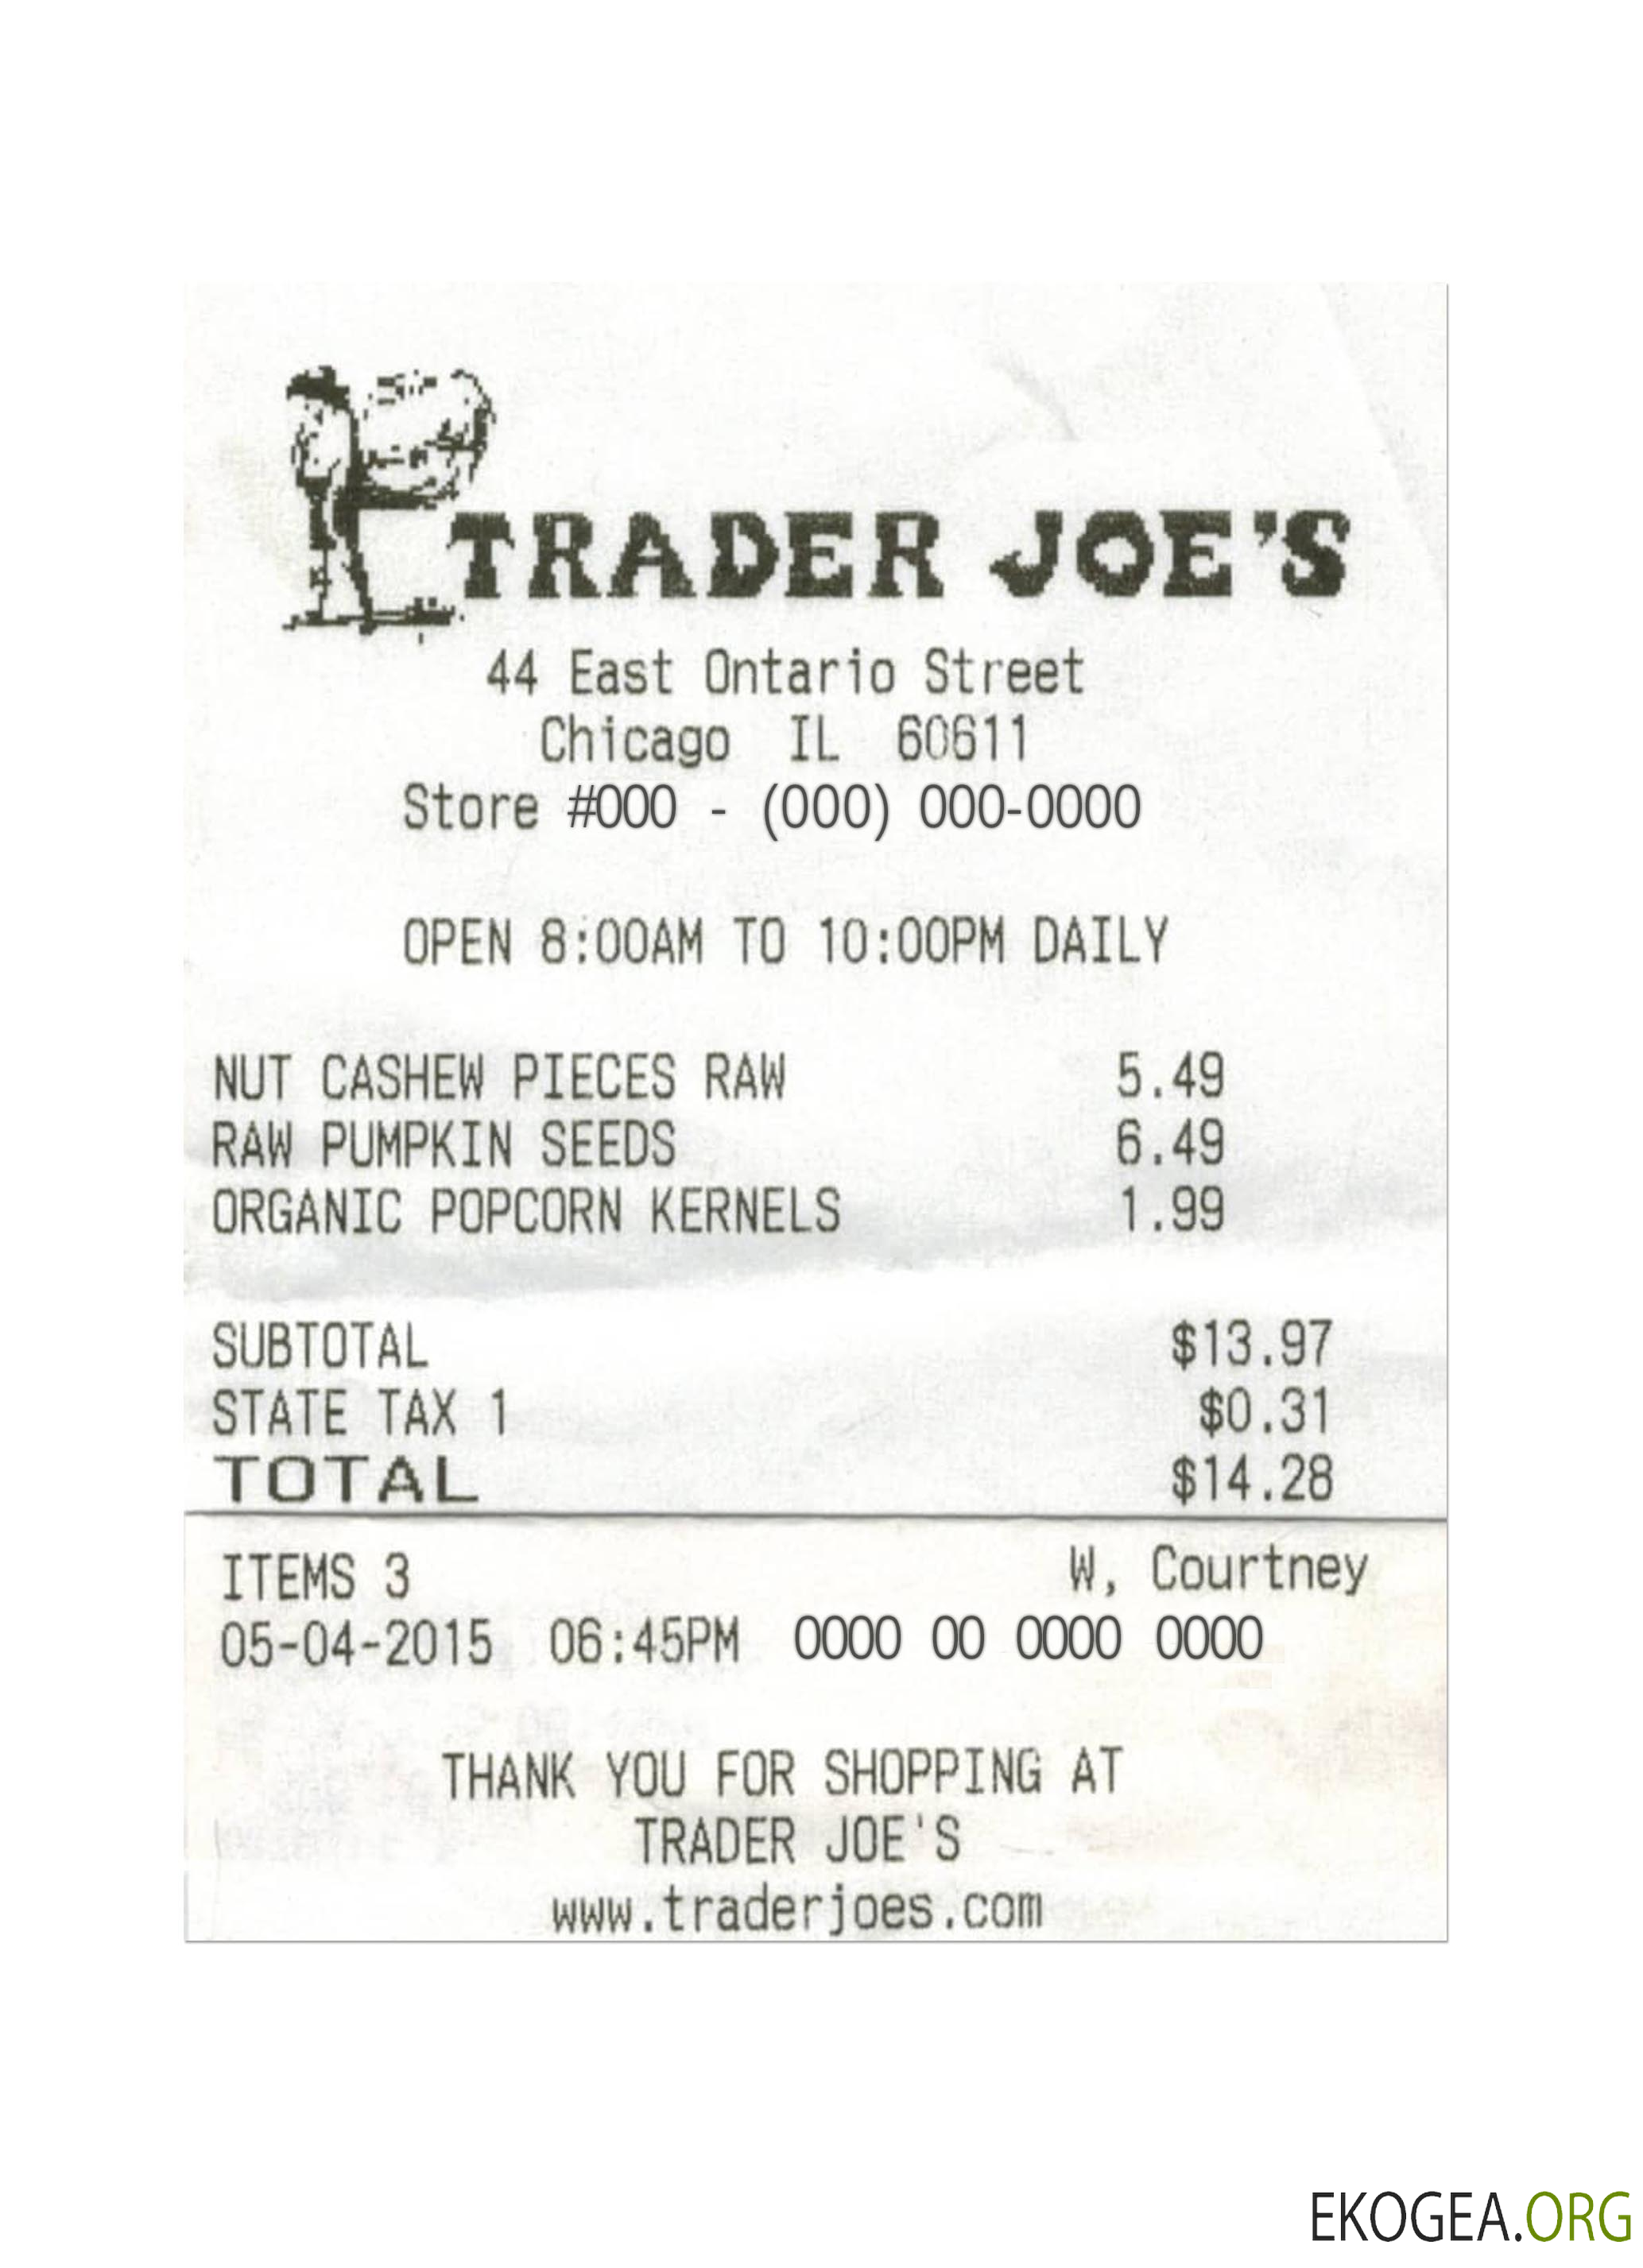 TRADER JOE'S
44 East Ontario Street
Chicago IL 60611
Store #000 - (000) 000-0000
OPEN 8:00AM TO 10:00PM DAILY
NUT CASHEW PIECES RAW 5.49
RAW PUMPKIN SEEDS 6.49
ORGANIC POPCORN KERNELS 1.99
SUBTOTAL $13.97
STATE TAX 1 $0.31
TOTAL $14.28
ITEMS 3 W, Courtney
05-04-2015 06:45PM 0000 00 0000 0000
THANK YOU FOR SHOPPING AT
TRADER JOE'S
www.traderjoes.com
EKOGEA.ORG